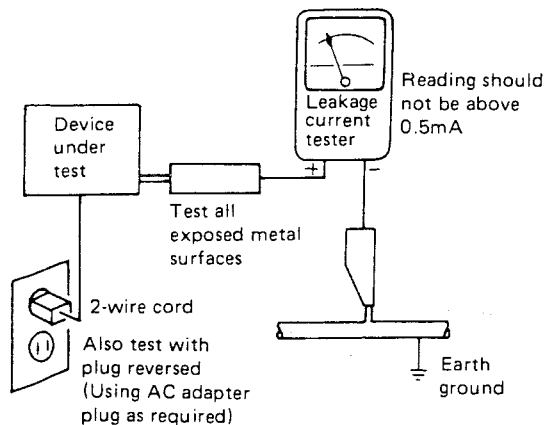 Device
under
test
Leakage
current
tester
+
-
Reading should
not be above
0.5mA
Test all
exposed metal
surfaces
2-wire cord
Also test with
plug reversed
(Using AC adapter
plug as required)
Earth
ground